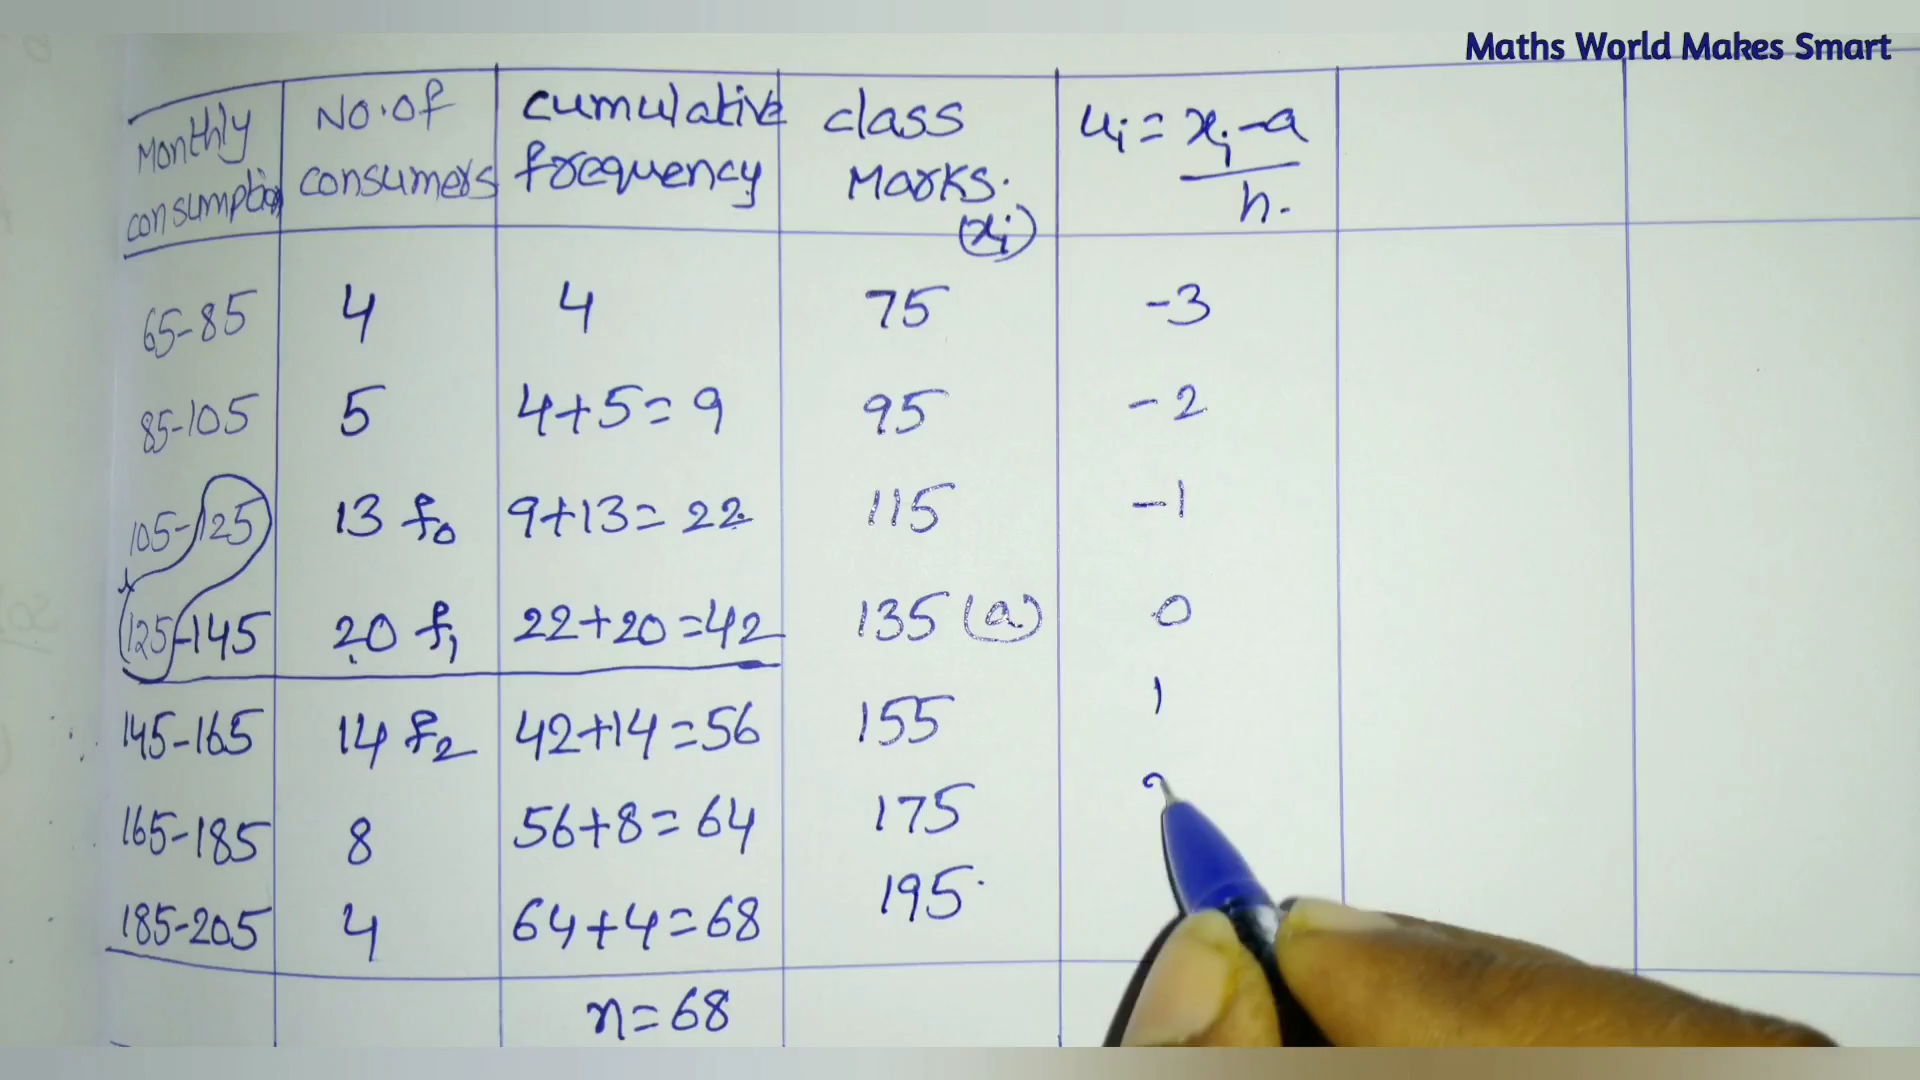 Maths World Makes Smart
Monthly consumption No. of consumers cumulative frequency class Marks. (xi) ui = xi - a / h.
65-85 4 4 75 -3
85-105 5 4+5=9 95 -2
105-125 13 f0 9+13=22 115 -1
125-145 20 f1 22+20=42 135 (a) 0
145-165 14 f2 42+14=56 155 1
165-185 8 56+8=64 175
185-205 4 64+4=68 195
n=68